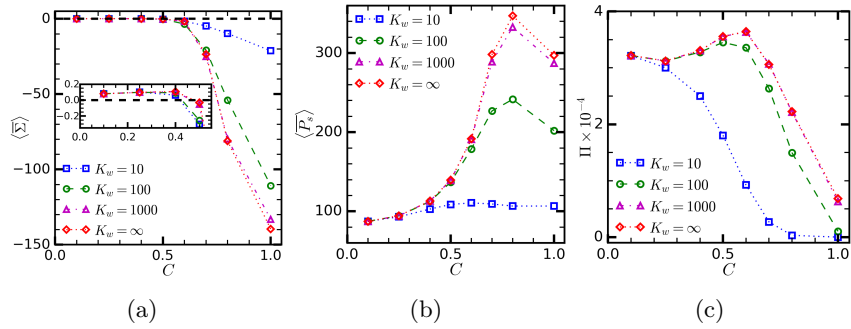 0
−50
−100
−150
0.0
0.5
1.0
C
⟨Σ̅⟩
0.2
0.0
−0.2
0.0
0.2
0.4
K_w = 10
K_w = 100
K_w = 1000
K_w = ∞
(a)
300
200
100
0.0
0.5
1.0
C
⟨P̅_s⟩
K_w = 10
K_w = 100
K_w = 1000
K_w = ∞
(b)
4
2
0
0.0
0.5
1.0
C
Π × 10⁻⁴
K_w = 10
K_w = 100
K_w = 1000
K_w = ∞
(c)